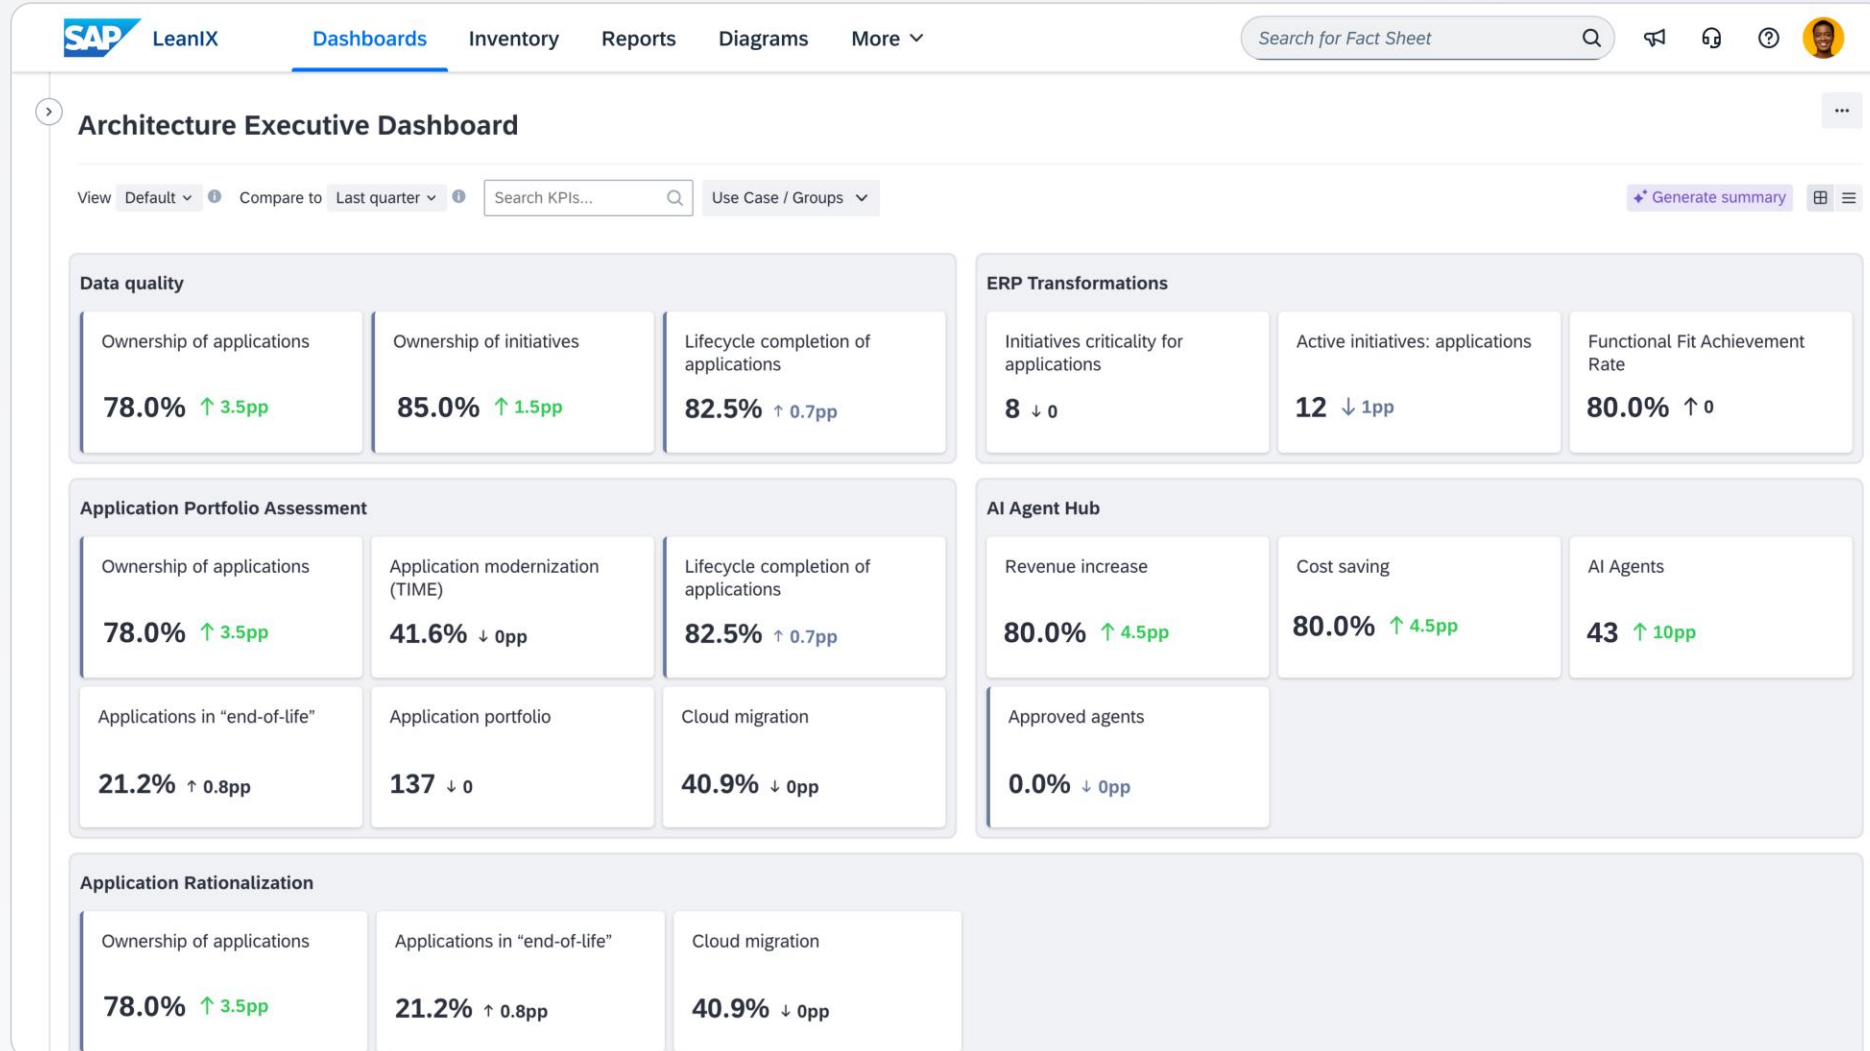 SAP LeanIX Dashboards Inventory Reports Diagrams More Search for Fact Sheet
Architecture Executive Dashboard
View Default Compare to Last quarter Search KPIs... Use Case / Groups Generate summary
Data quality
Ownership of applications
78.0% ↑ 3.5pp
Ownership of initiatives
85.0% ↑ 1.5pp
Lifecycle completion of
applications
82.5% ↑ 0.7pp
ERP Transformations
Initiatives criticality for
applications
8 ↓ 0
Active initiatives: applications
12 ↓ 1pp
Functional Fit Achievement
Rate
80.0% ↑ 0
Application Portfolio Assessment
Ownership of applications
78.0% ↑ 3.5pp
Application modernization
(TIME)
41.6% ↓ 0pp
Lifecycle completion of
applications
82.5% ↑ 0.7pp
Applications in “end-of-life”
21.2% ↑ 0.8pp
Application portfolio
137 ↓ 0
Cloud migration
40.9% ↓ 0pp
AI Agent Hub
Revenue increase
80.0% ↑ 4.5pp
Cost saving
80.0% ↑ 4.5pp
AI Agents
43 ↑ 10pp
Approved agents
0.0% ↓ 0pp
Application Rationalization
Ownership of applications
78.0% ↑ 3.5pp
Applications in “end-of-life”
21.2% ↑ 0.8pp
Cloud migration
40.9% ↓ 0pp